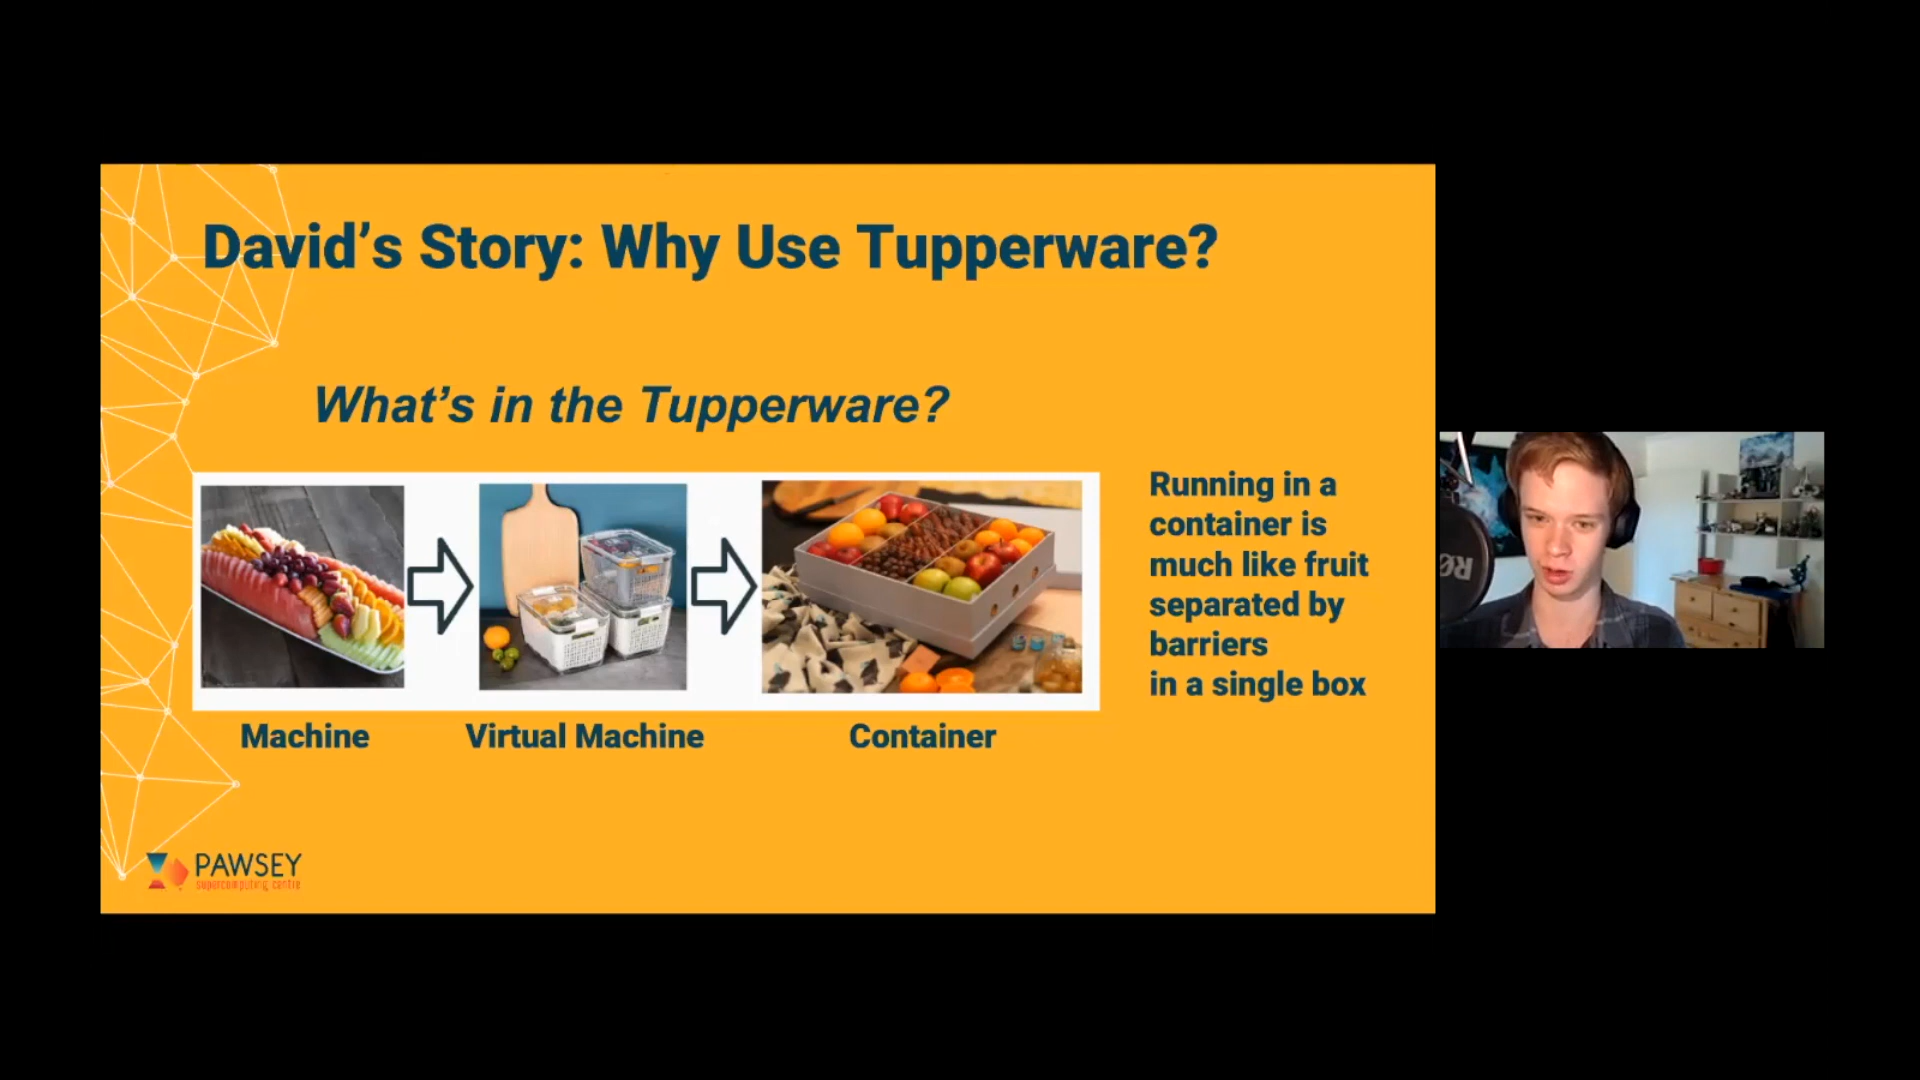 David's Story: Why Use Tupperware?
What's in the Tupperware?
Running in a
container is
much like fruit
separated by
barriers
in a single box
Machine
Virtual Machine
Container
PAWSEY
supercomputing centre
RØ